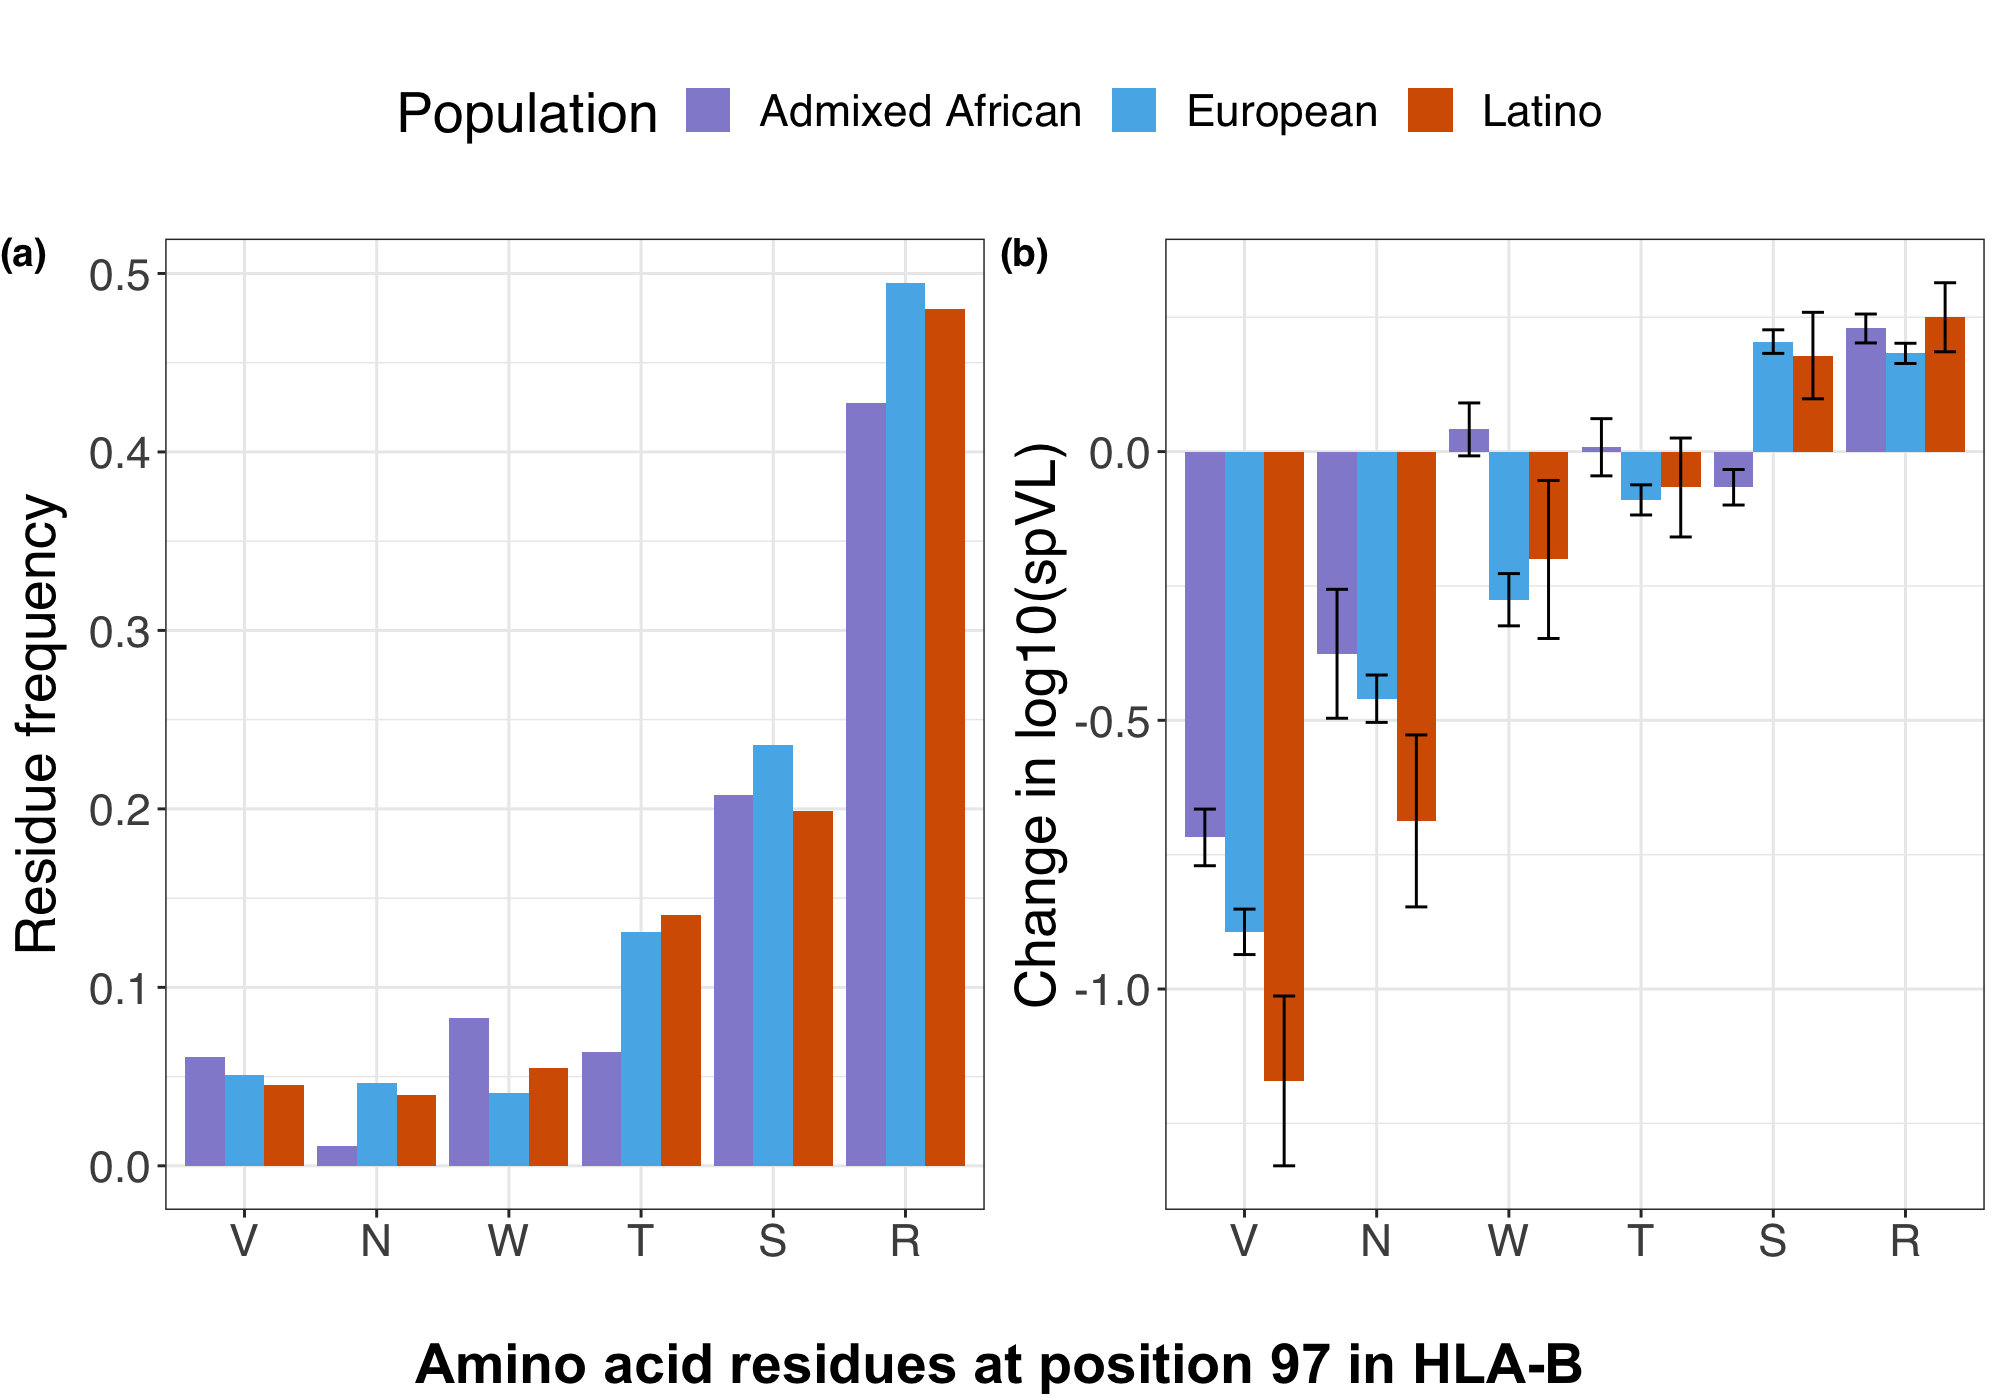 Population Admixed African European Latino
(a)
Residue frequency
0.5
0.4
0.3
0.2
0.1
0.0
V N W T S R
(b)
Change in log10(spVL)
0.0
-0.5
-1.0
V N W T S R
Amino acid residues at position 97 in HLA-B